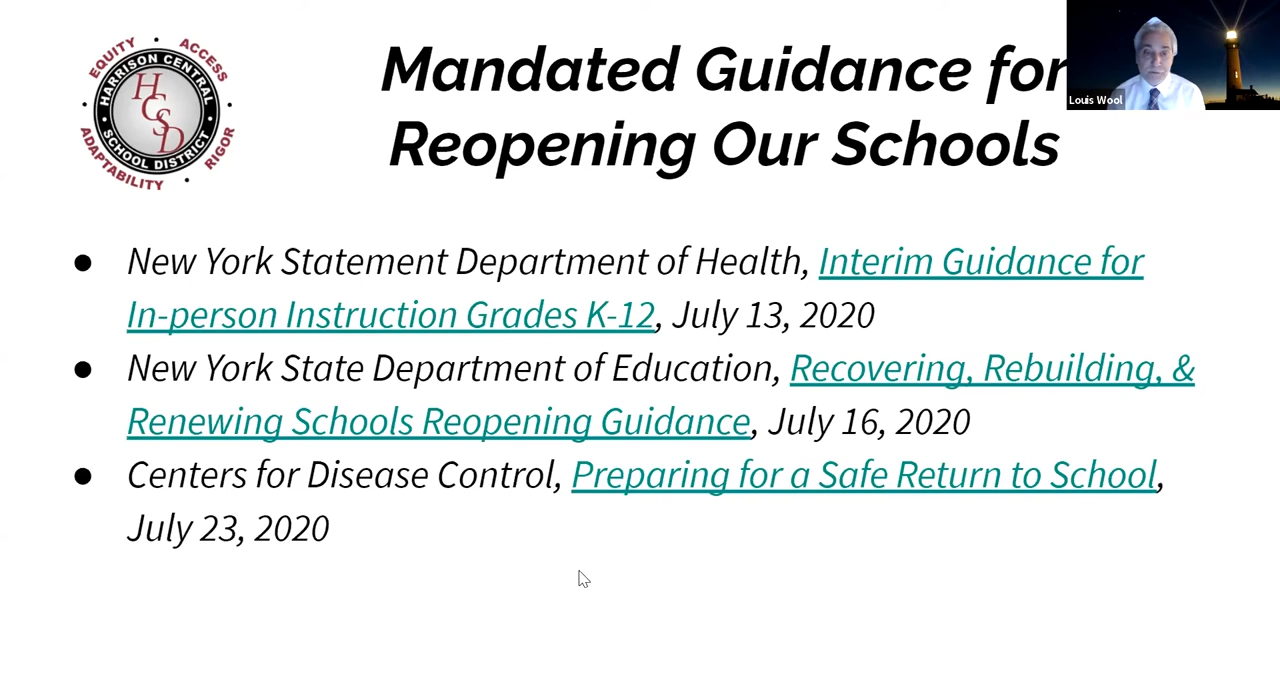 EQUITY • ACCESS
HARRISON CENTRAL
HCSD
• SCHOOL DISTRICT •
ADAPTABILITY • RIGOR
Mandated Guidance for
Reopening Our Schools
Louis Wool
● New York Statement Department of Health, Interim Guidance for
In-person Instruction Grades K-12, July 13, 2020
● New York State Department of Education, Recovering, Rebuilding, &
Renewing Schools Reopening Guidance, July 16, 2020
● Centers for Disease Control, Preparing for a Safe Return to School,
July 23, 2020